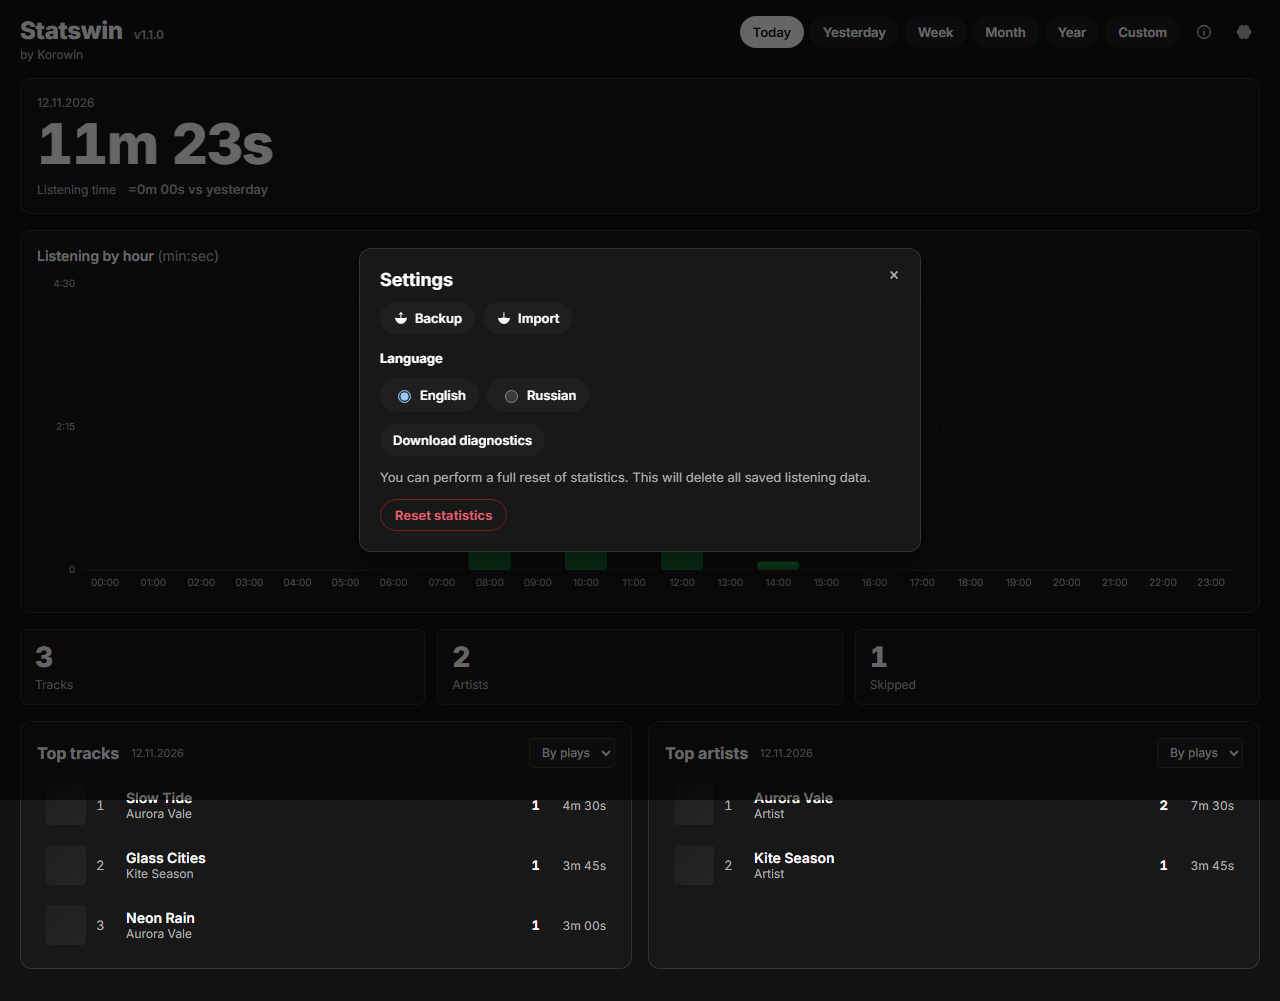 Statswin v1.1.0
by Korowin
Today Yesterday Week Month Year Custom
12.11.2026
11m 23s
Listening time =0m 00s vs yesterday
Listening by hour (min:sec)
4:30
2:15
0
00:00 01:00 02:00 03:00 04:00 05:00 06:00 07:00 08:00 09:00 10:00 11:00 12:00 13:00 14:00 15:00 16:00 17:00 18:00 19:00 20:00 21:00 22:00 23:00
Settings ×
Backup Import
Language
English Russian
Download diagnostics
You can perform a full reset of statistics. This will delete all saved listening data.
Reset statistics
3
Tracks
2
Artists
1
Skipped
Top tracks 12.11.2026 By plays
1 Slow Tide 1 4m 30s
Aurora Vale
2 Glass Cities 1 3m 45s
Kite Season
3 Neon Rain 1 3m 00s
Aurora Vale
Top artists 12.11.2026 By plays
1 Aurora Vale 2 7m 30s
Artist
2 Kite Season 1 3m 45s
Artist